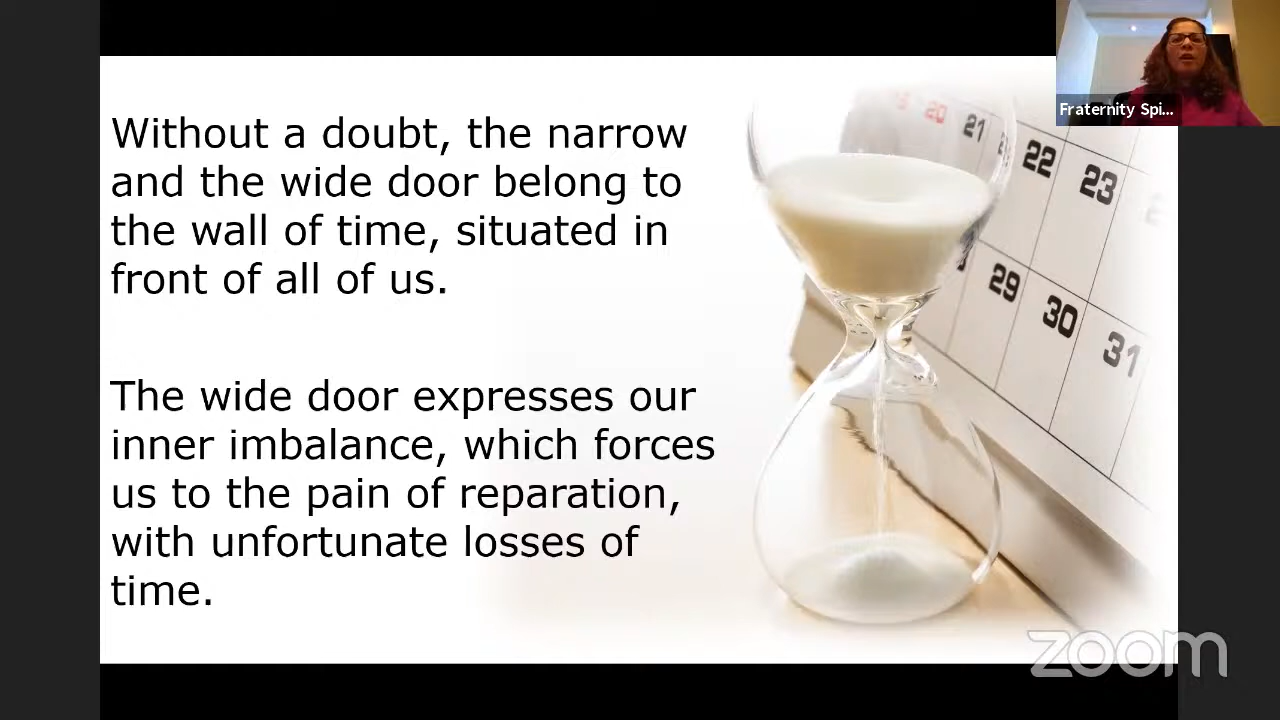 Fraternity Spi...
Without a doubt, the narrow
and the wide door belong to
the wall of time, situated in
front of all of us.
The wide door expresses our
inner imbalance, which forces
us to the pain of reparation,
with unfortunate losses of
time.
20
21
22
23
29
30
31
zoom